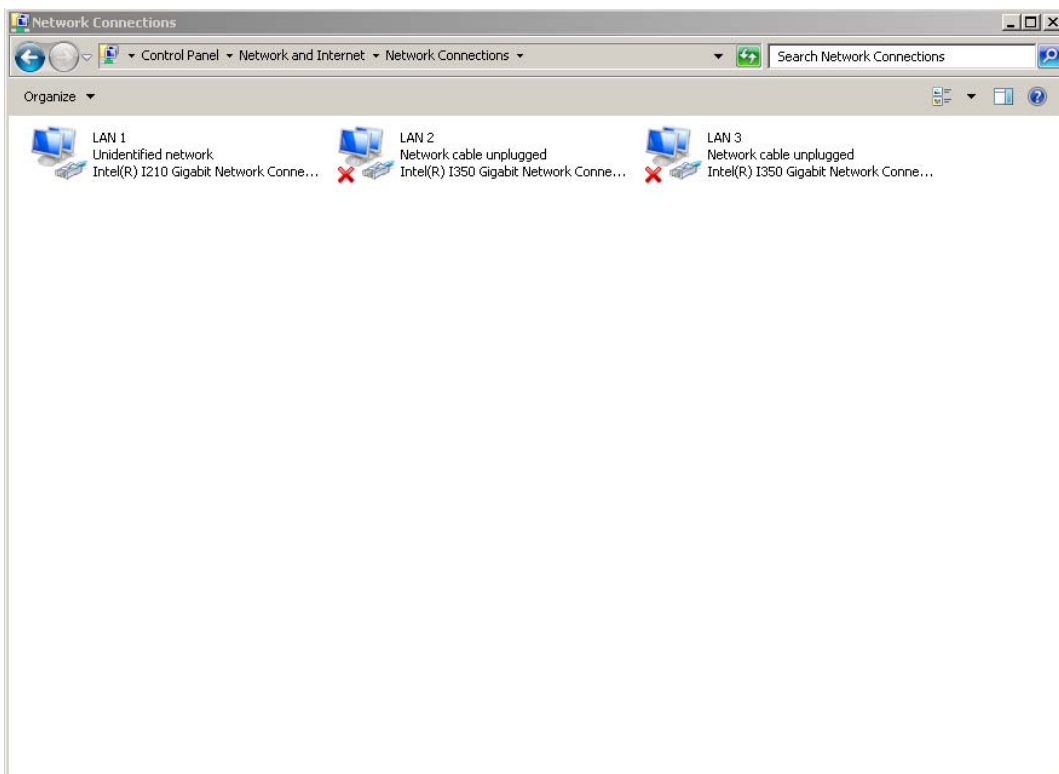 Network Connections
Control Panel Network and Internet Network Connections Search Network Connections
Organize
LAN 1
Unidentified network
Intel(R) I210 Gigabit Network Conne...
LAN 2
Network cable unplugged
Intel(R) I350 Gigabit Network Conne...
LAN 3
Network cable unplugged
Intel(R) I350 Gigabit Network Conne...